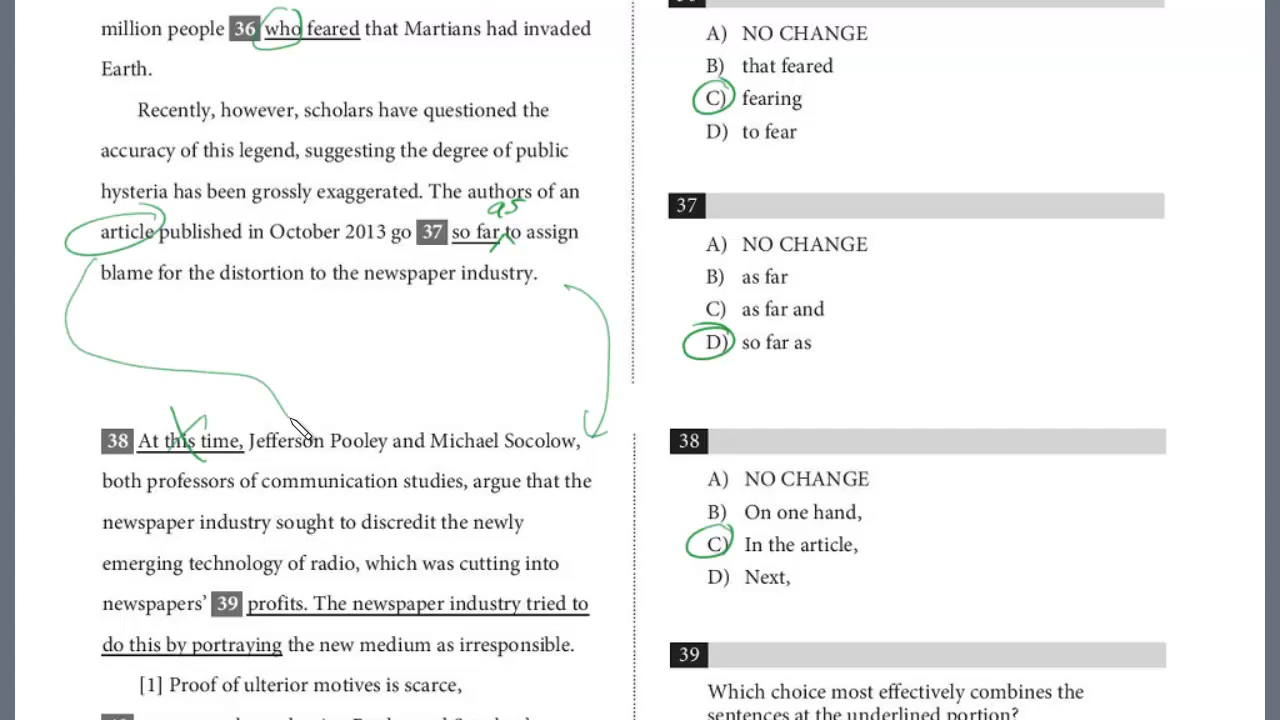 million people 36 who feared that Martians had invaded
Earth.
Recently, however, scholars have questioned the
accuracy of this legend, suggesting the degree of public
hysteria has been grossly exaggerated. The authors of an
as
article published in October 2013 go 37 so far to assign
blame for the distortion to the newspaper industry.
38 At this time, Jefferson Pooley and Michael Socolow,
both professors of communication studies, argue that the
newspaper industry sought to discredit the newly
emerging technology of radio, which was cutting into
newspapers’ 39 profits. The newspaper industry tried to
do this by portraying the new medium as irresponsible.
[1] Proof of ulterior motives is scarce,
A) NO CHANGE
B) that feared
C) fearing
D) to fear
37
A) NO CHANGE
B) as far
C) as far and
D) so far as
38
A) NO CHANGE
B) On one hand,
C) In the article,
D) Next,
39
Which choice most effectively combines the
sentences at the underlined portion?